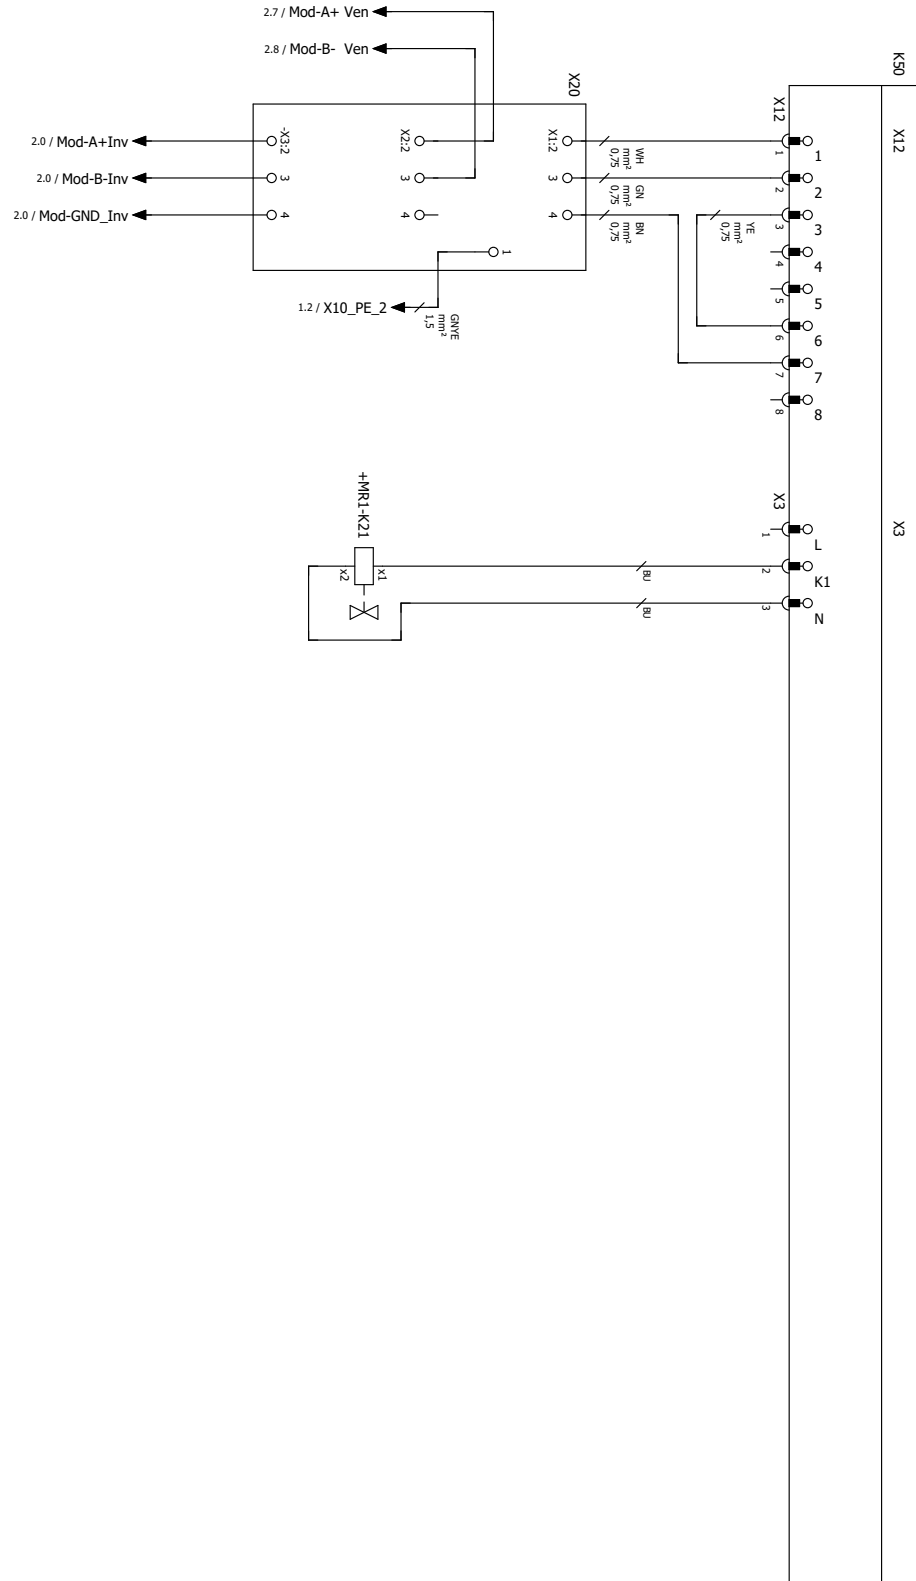 2.7 / Mod-A+ Ven
2.8 / Mod-B- Ven
K50
X20
X12
X12
2.0 / Mod-A+Inv
-X3:2
X2:2
X1:2
WH
mm²
0,75
1
1
2.0 / Mod-B-Inv
3
3
3
GN
mm²
0,75
2
2
2.0 / Mod-GND_Inv
4
4
4
BN
mm²
0,75
YE
mm²
0,75
3
3
1
4
4
5
5
1.2 / X10_PE_2
GNYE
mm²
1,5
6
6
7
7
8
8
+MR1-K21
X3
X3
1
L
x2
x1
BU
2
K1
BU
3
N